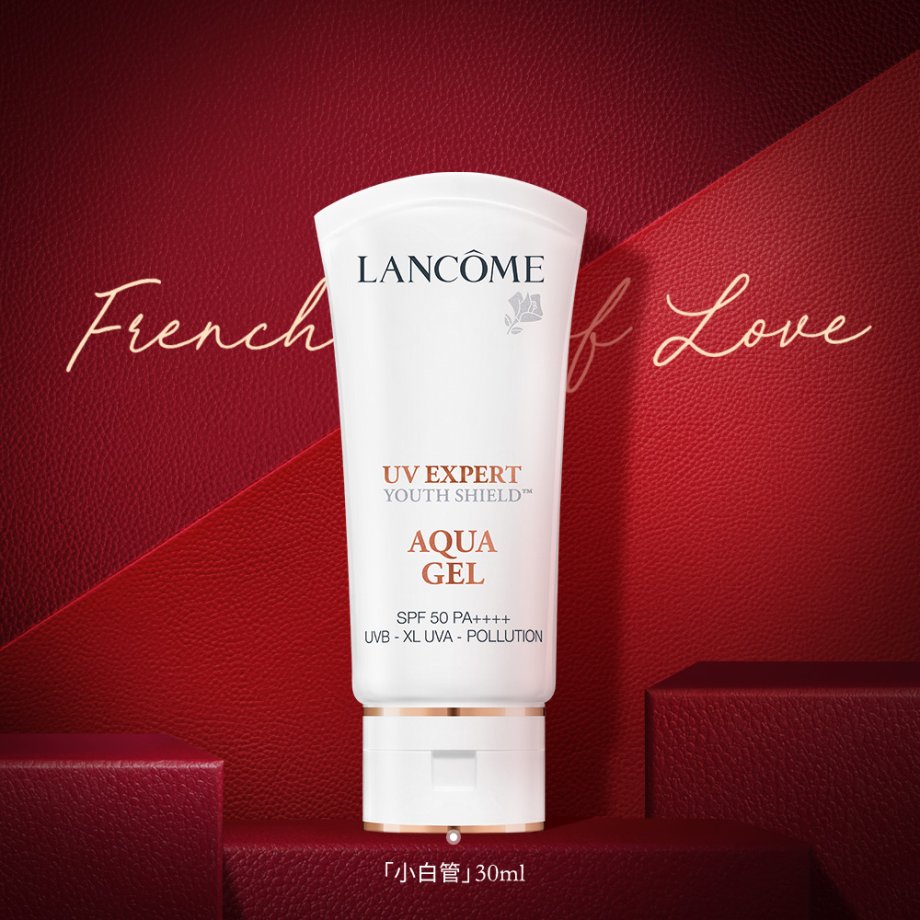 French
f Love
LANCÔME
UV EXPERT
YOUTH SHIELD™
AQUA
GEL
SPF 50 PA++++
UVB - XL UVA - POLLUTION
「小白管」30ml